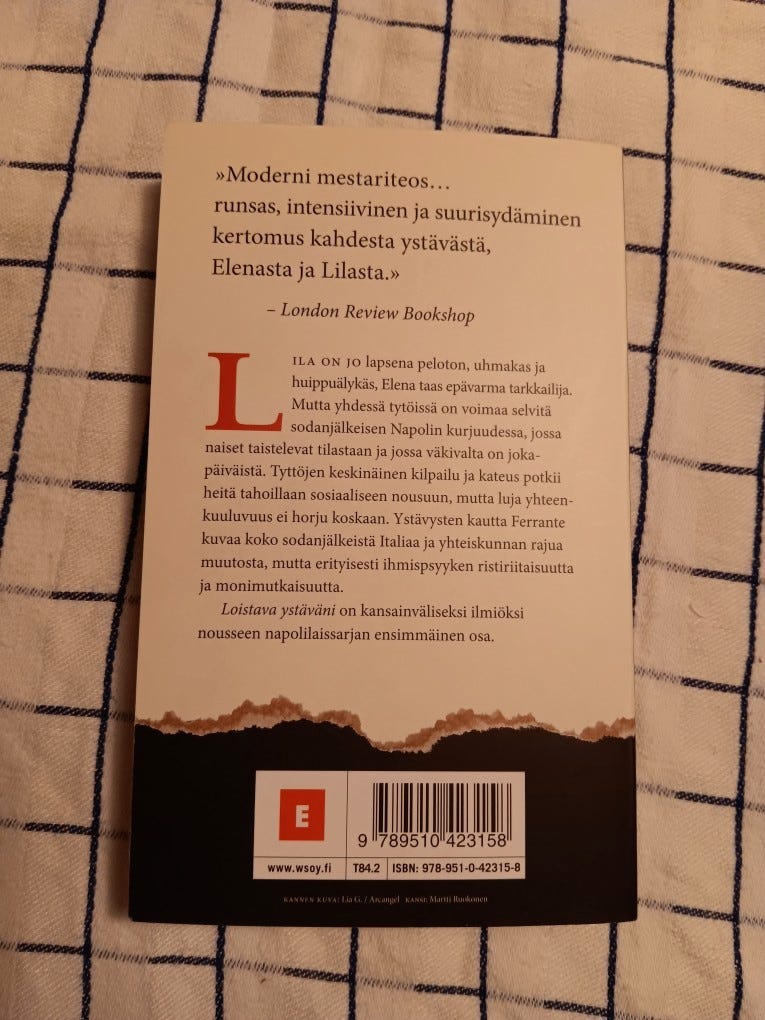 »Moderni mestariteos…
runsas, intensiivinen ja suurisydäminen
kertomus kahdesta ystävästä,
Elenasta ja Lilasta.»
– London Review Bookshop
LILA ON JO lapsena peloton, uhmakas ja
huippuälykäs, Elena taas epävarma tarkkailija.
Mutta yhdessä tytöissä on voimaa selvitä
sodanjälkeisen Napolin kurjuudessa, jossa
naiset taistelevat tilastaan ja jossa väkivalta on joka-
päiväistä. Tyttöjen keskinäinen kilpailu ja kateus potkii
heitä tahoillaan sosiaaliseen nousuun, mutta luja yhteen-
kuuluvuus ei horju koskaan. Ystävysten kautta Ferrante
kuvaa koko sodanjälkeistä Italiaa ja yhteiskunnan rajua
muutosta, mutta erityisesti ihmispsyyken ristiriitaisuutta
ja monimutkaisuutta.
Loistava ystäväni on kansainväliseksi ilmiöksi
nousseen napolilaissarjan ensimmäinen osa.
E
9 789510 423158
www.wsoy.fi T84.2 ISBN: 978-951-0-42315-8
KANNEN KUVA: Lia G. / Arcangel KANSI: Martti Ruokonen